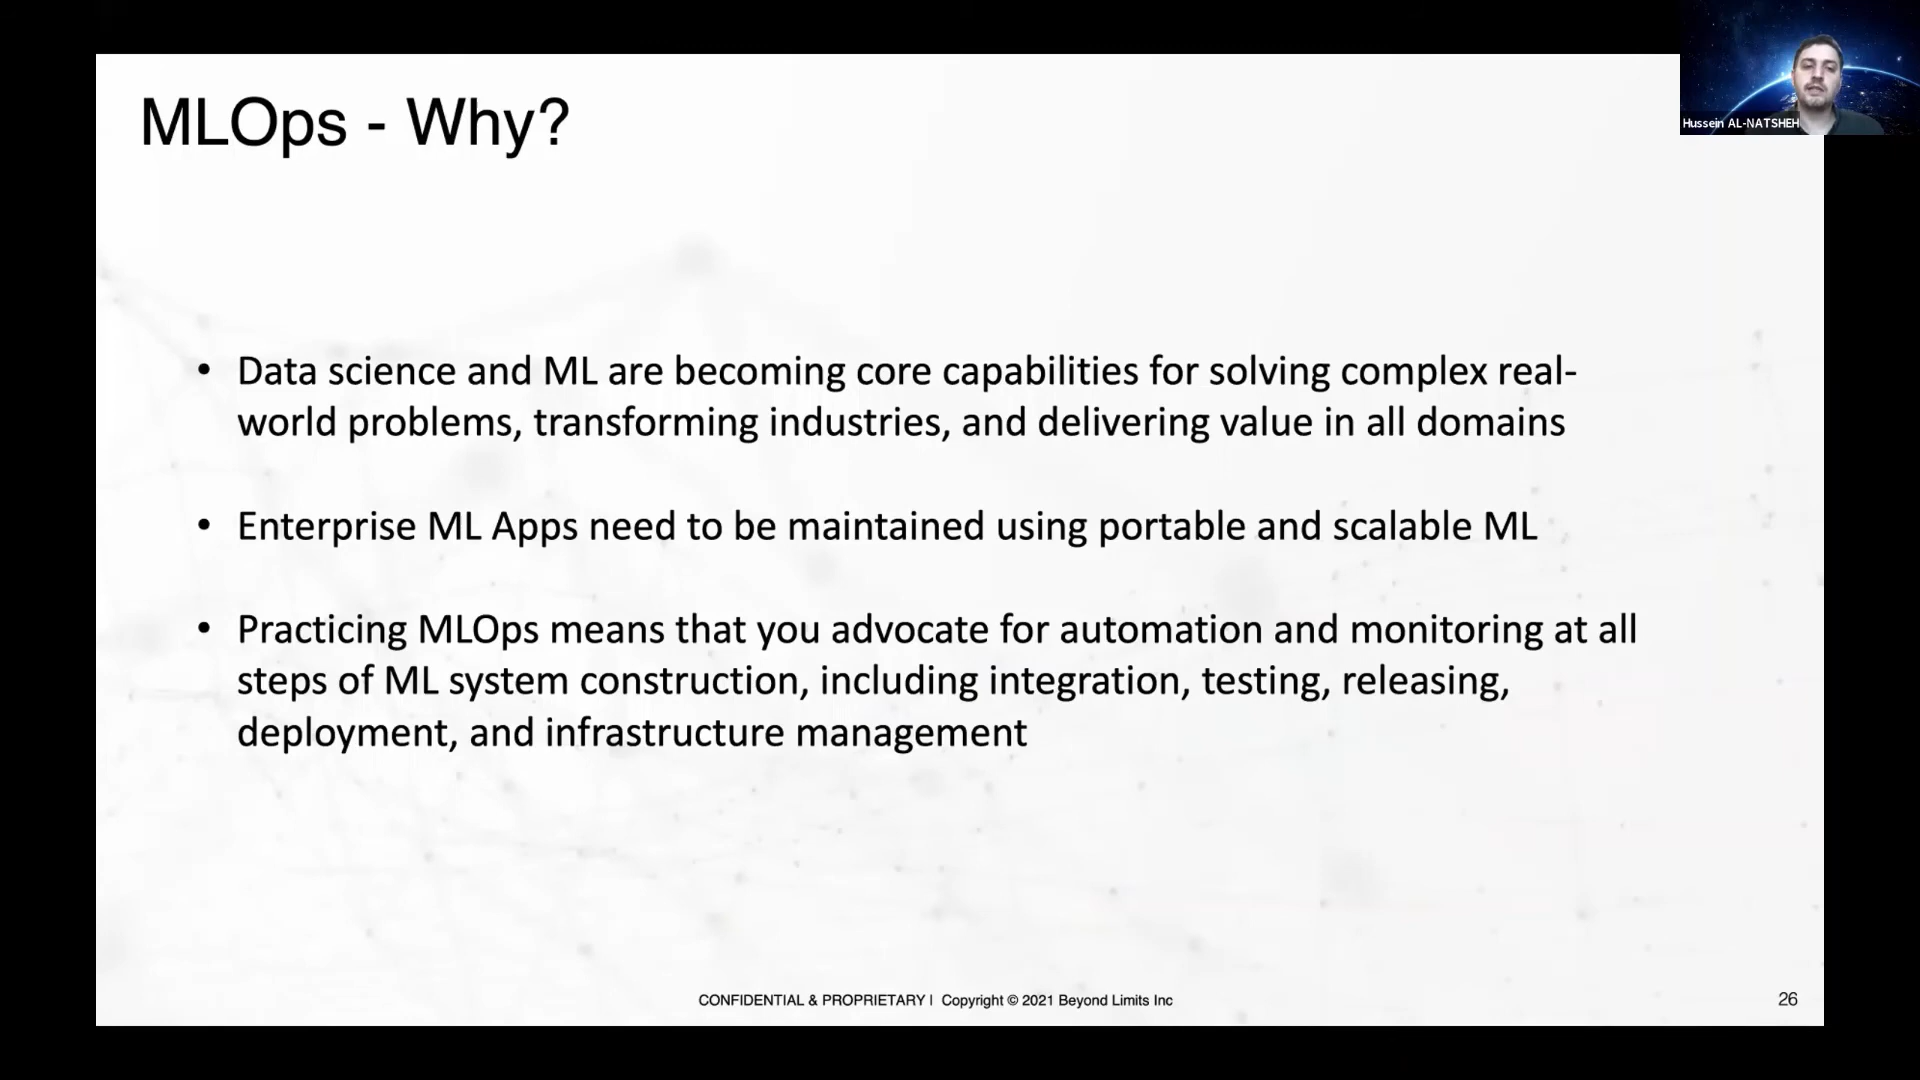 MLOps - Why?
Hussein AL-NATSHEH
• Data science and ML are becoming core capabilities for solving complex real-
world problems, transforming industries, and delivering value in all domains
• Enterprise ML Apps need to be maintained using portable and scalable ML
• Practicing MLOps means that you advocate for automation and monitoring at all
steps of ML system construction, including integration, testing, releasing,
deployment, and infrastructure management
CONFIDENTIAL & PROPRIETARY I Copyright © 2021 Beyond Limits Inc
26